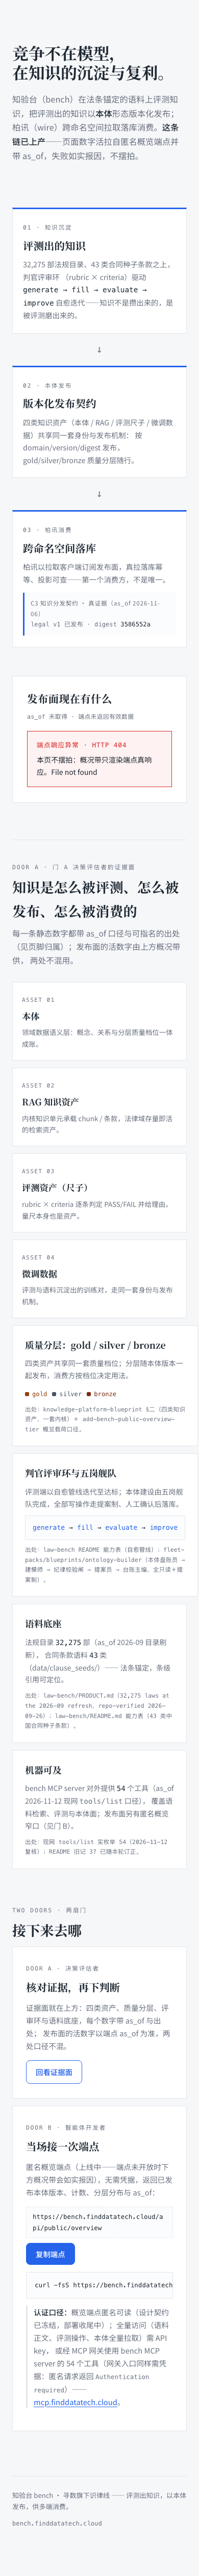 竞争不在模型，
在知识的沉淀与复利。
知验台（bench）在法条锚定的语料上评测知
识，把评测出的知识以本体形态版本化发布；
柏讯（wire）跨命名空间拉取落库消费。这条
链已上产——页面数字活拉自匿名概览端点并
带 as_of，失败如实报因，不摆拍。
01 · 知识沉淀
评测出的知识
32,275 部法规目录、43 类合同种子条款之上，
判官评审环 （rubric × criteria）驱动
generate → fill → evaluate →
improve 自愈迭代——知识不是攒出来的，是
被评测磨出来的。
↓
02 · 本体发布
版本化发布契约
四类知识资产（本体 / RAG / 评测尺子 / 微调数
据）共享同一套身份与发布机制： 按
domain/version/digest 发布，
gold/silver/bronze 质量分层随行。
↓
03 · 柏讯消费
跨命名空间落库
柏讯以拉取客户端订阅发布面，真拉落库幂
等、投影可查——第一个消费方，不是唯一。
C3 知识分发契约 · 真证据（as_of 2026-11-
06）
legal v1 已发布 · digest 3586552a
发布面现在有什么
as_of 未取得 · 端点未返回有效数据
端点响应异常 · HTTP 404
本页不摆拍：概况带只渲染端点真响
应。File not found
DOOR A · 门 A 决策评估者的证据面
知识是怎么被评测、怎么被
发布、怎么被消费的
每一条静态数字都带 as_of 口径与可指名的出处
（见页脚归属）；发布面的活数字由上方概况带
供， 两处不混用。
ASSET 01
本体
领域数据语义层：概念、关系与分层质量档位一体
成账。
ASSET 02
RAG 知识资产
内核知识单元承载 chunk / 条款，法律域存量即活
的检索资产。
ASSET 03
评测资产（尺子）
rubric × criteria 逐条判定 PASS/FAIL 并给理由，
量尺本身也是资产。
ASSET 04
微调数据
评测与语料沉淀出的训练对，走同一套身份与发布
机制。
质量分层：gold / silver / bronze
四类资产共享同一套质量档位；分层随本体版本一
起发布，消费方按档位决定用法。
gold silver bronze
出处：knowledge-platform-blueprint §二（四类知识
资产、一套内核）＋ add-bench-public-overview-
tier 概览载荷口径。
判官评审环与五岗舰队
评测端以自愈管线迭代至达标；本体建设由五岗舰
队完成，全部写操作走提案制、人工确认后落库。
generate → fill → evaluate → improve
出处：law-bench README 能力表（自愈管线）；fleet-
packs/blueprints/ontology-builder（本体盘账员 →
建模师 → 纪律校验闸 → 提案员 → 台账主编，全只读＋提
案制）。
语料底座
法规目录 32,275 部（as_of 2026-09 目录刷
新）， 合同条款语料 43 类
（data/clause_seeds/）—— 法条锚定，条级
引用可定位。
出处：law-bench/PRODUCT.md（32,275 laws at
the 2026-09 refresh，repo-verified 2026-
09-26）；law-bench/README.md 能力表（43 类中
国合同种子条款）。
机器可及
bench MCP server 对外提供 54 个工具（as_of
2026-11-12 现网 tools/list 口径）， 覆盖语
料检索、评测与本体面；发布面另有匿名概览
窄口（见门 B）。
出处：现网 tools/list 实枚举 54（2026-11-12
复核）；README 旧记 37 已随本轮订正。
TWO DOORS · 两扇门
接下来去哪
DOOR A · 决策评估者
核对证据，再下判断
证据面就在上方：四类资产、质量分层、评
审环与语料底座，每个数字带 as_of 与出
处； 发布面的活数字以端点 as_of 为准，两
处口径不混。
回看证据面
DOOR B · 智能体开发者
当场接一次端点
匿名概览端点（上线中——端点未开放时下
方概况带会如实报因），无需凭据，返回已发
布本体版本、计数、分层分布与 as_of：
https://bench.finddatatech.cloud/a
pi/public/overview
复制端点
curl -fsS https://bench.finddatatech
认证口径：概览端点匿名可读（设计契约
已冻结，部署收尾中）；全量访问（语料
正文、评测操作、本体全量拉取）需 API
key， 或经 MCP 网关使用 bench MCP
server 的 54 个工具（网关入口同样需凭
据：匿名请求返回 Authentication
required）——
mcp.finddatatech.cloud。
知验台 bench · 寻数旗下识律线 —— 评测出知识，以本体
发布，供多端消费。
bench.finddatatech.cloud